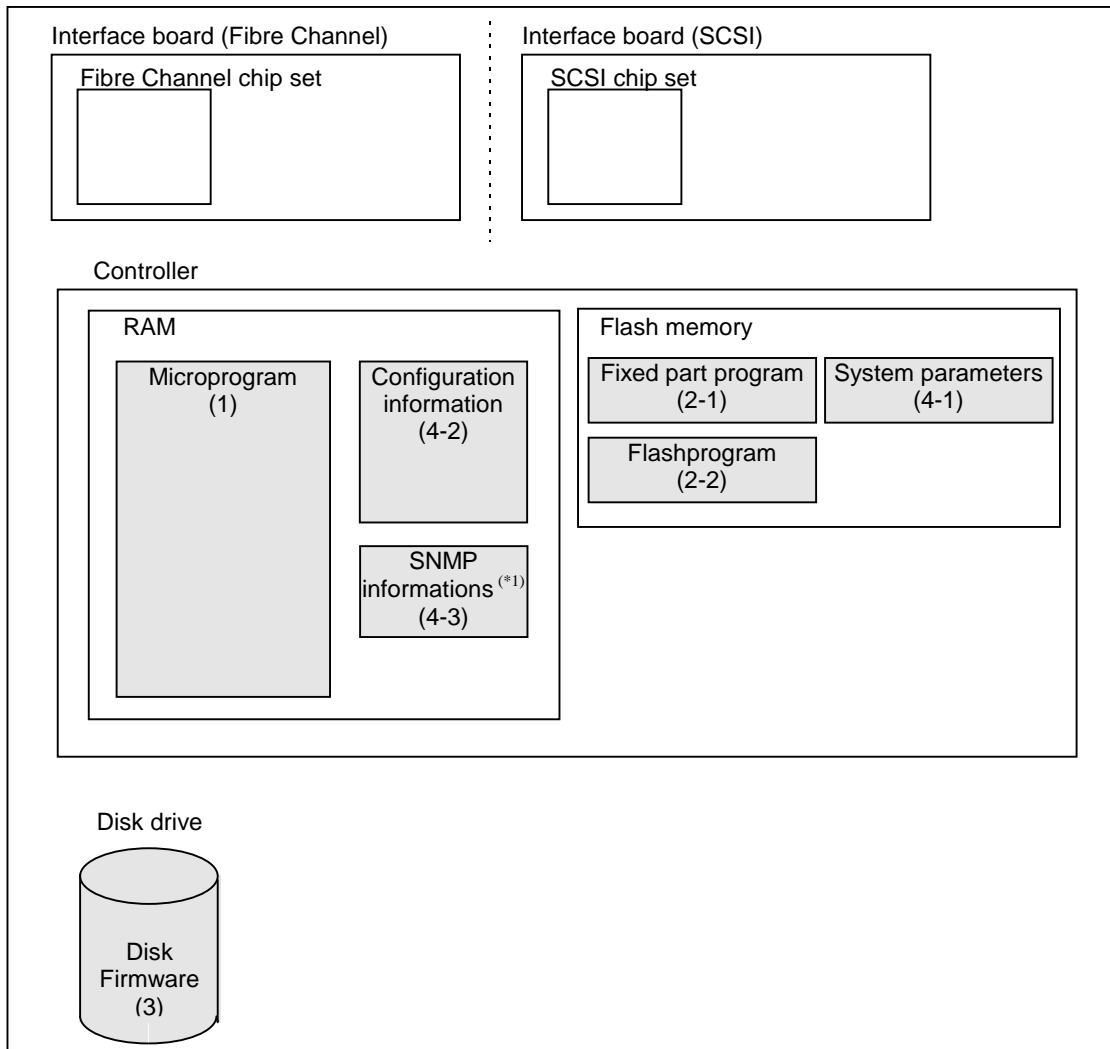 Interface board (Fibre Channel)
Fibre Channel chip set
Interface board (SCSI)
SCSI chip set
Controller
RAM
Microprogram
(1)
Configuration
information
(4-2)
SNMP
informations (*1)
(4-3)
Flash memory
Fixed part program
(2-1)
System parameters
(4-1)
Flashprogram
(2-2)
Disk drive
Disk
Firmware
(3)